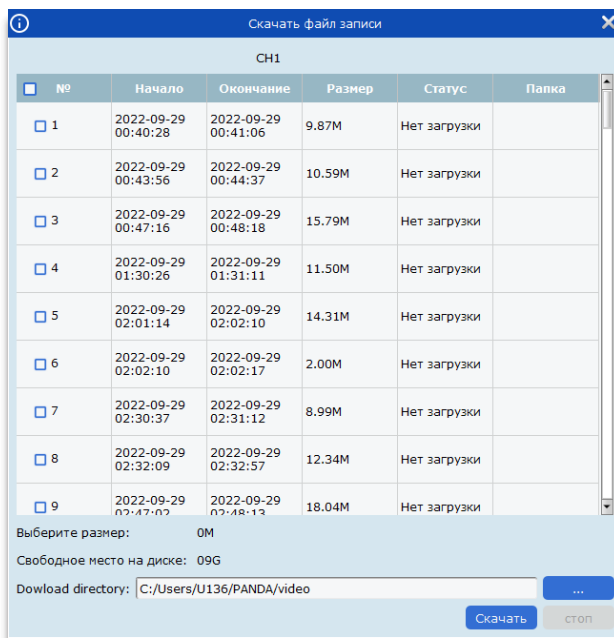 Скачать файл записи
CH1
№ Начало Окончание Размер Статус Папка
1 2022-09-29 00:40:28 2022-09-29 00:41:06 9.87M Нет загрузки
2 2022-09-29 00:43:56 2022-09-29 00:44:37 10.59M Нет загрузки
3 2022-09-29 00:47:16 2022-09-29 00:48:18 15.79M Нет загрузки
4 2022-09-29 01:30:26 2022-09-29 01:31:11 11.50M Нет загрузки
5 2022-09-29 02:01:14 2022-09-29 02:02:10 14.31M Нет загрузки
6 2022-09-29 02:02:10 2022-09-29 02:02:17 2.00M Нет загрузки
7 2022-09-29 02:30:37 2022-09-29 02:31:12 8.99M Нет загрузки
8 2022-09-29 02:32:09 2022-09-29 02:32:57 12.34M Нет загрузки
9 2022-09-29 02:47:02 2022-09-29 02:48:13 18.04M Нет загрузки
Выберите размер: 0M
Свободное место на диске: 09G
Dowload directory: C:/Users/U136/PANDA/video ...
Скачать стоп